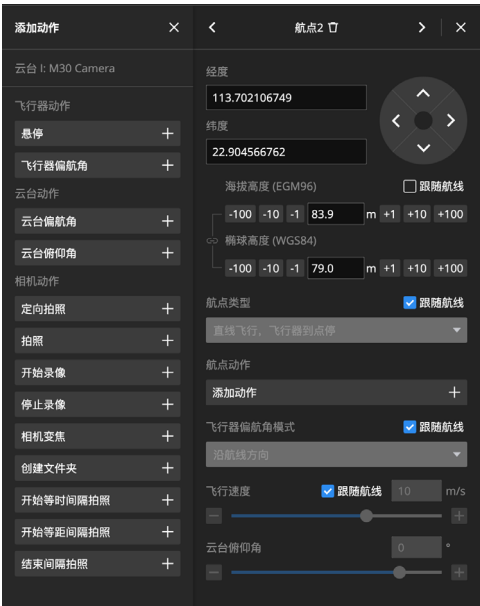 添加动作
云台 I: M30 Camera
飞行器动作
悬停
飞行器偏航角
云台动作
云台偏航角
云台俯仰角
相机动作
定向拍照
拍照
开始录像
停止录像
相机变焦
创建文件夹
开始等时间隔拍照
开始等距间隔拍照
结束间隔拍照
航点2
经度
113.702106749
纬度
22.904566762
海拔高度 (EGM96) 跟随航线
-100 -10 -1 83.9 m +1 +10 +100
椭球高度 (WGS84)
-100 -10 -1 79.0 m +1 +10 +100
航点类型 跟随航线
直线飞行，飞行器到点停
航点动作
添加动作
飞行器偏航角模式 跟随航线
沿航线方向
飞行速度 跟随航线 10 m/s
云台俯仰角 0 °